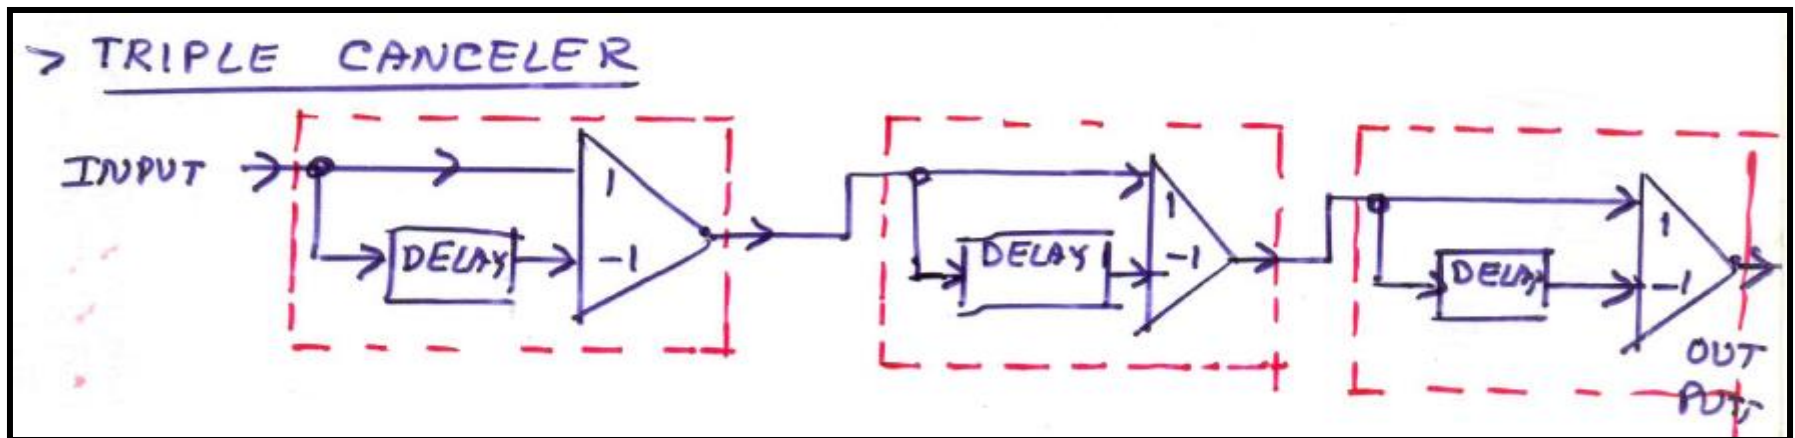 > TRIPLE CANCELER
INPUT
1
DELAY
-1
1
DELAY
-1
1
DELAY
-1
OUT
PUT